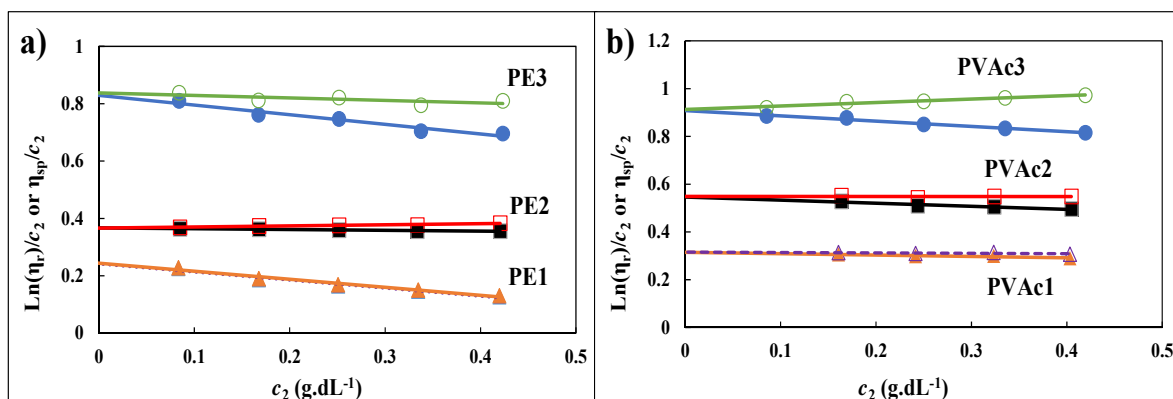 a)
Ln(ηr)/c2 or ηsp/c2
1
0.8
0.6
0.4
0.2
0
PE3
PE2
PE1
0 0.1 0.2 0.3 0.4 0.5
c2 (g.dL-1)
b)
Ln(ηr)/c2 or ηsp/c2
1.2
1
0.8
0.6
0.4
0.2
0
PVAc3
PVAc2
PVAc1
0 0.1 0.2 0.3 0.4 0.5
c2 (g.dL-1)